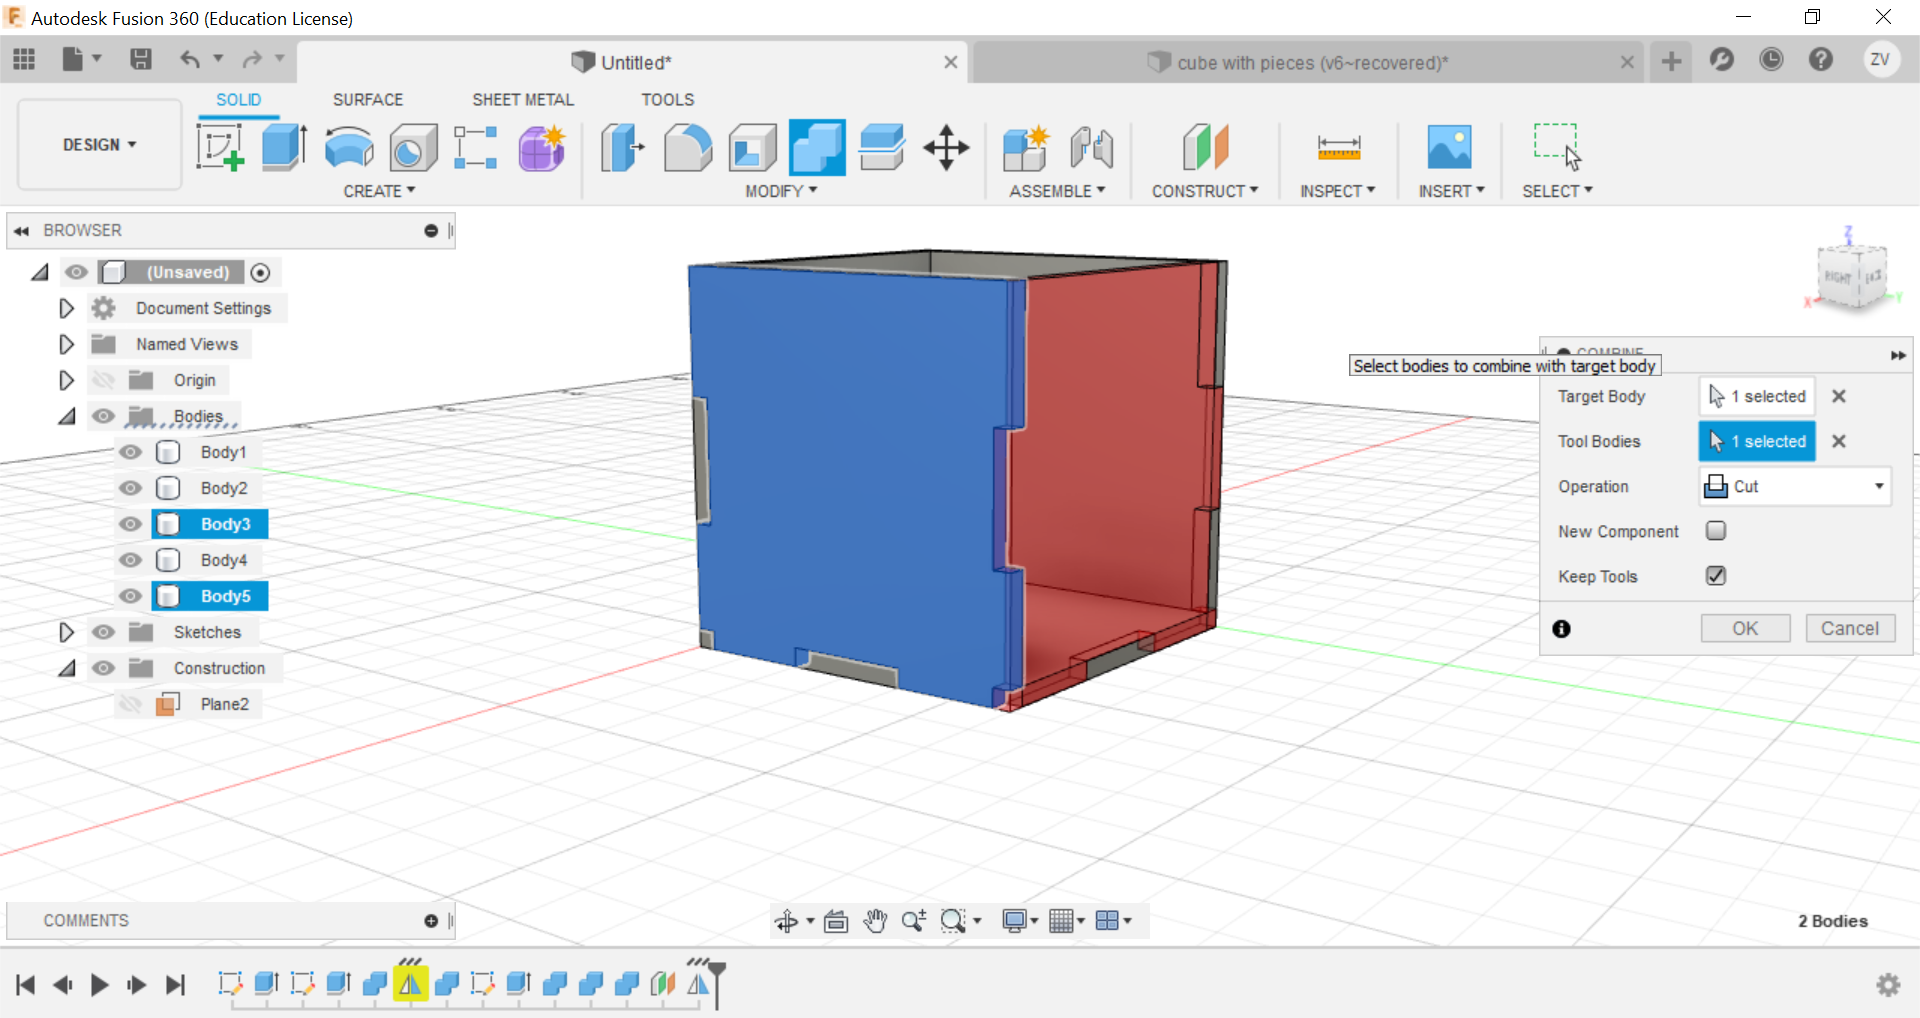 Autodesk Fusion 360 (Education License)
Untitled*
cube with pieces (v6~recovered)*
ZV
DESIGN
SOLID
SURFACE
SHEET METAL
TOOLS
CREATE
MODIFY
ASSEMBLE
CONSTRUCT
INSPECT
INSERT
SELECT
BROWSER
(Unsaved)
Document Settings
Named Views
Origin
Bodies
Body1
Body2
Body3
Body4
Body5
Sketches
Construction
Plane2
Z
RIGHT
X
Y
COMBINE
Select bodies to combine with target body
Target Body
1 selected
Tool Bodies
1 selected
Operation
Cut
New Component
Keep Tools
OK
Cancel
COMMENTS
2 Bodies